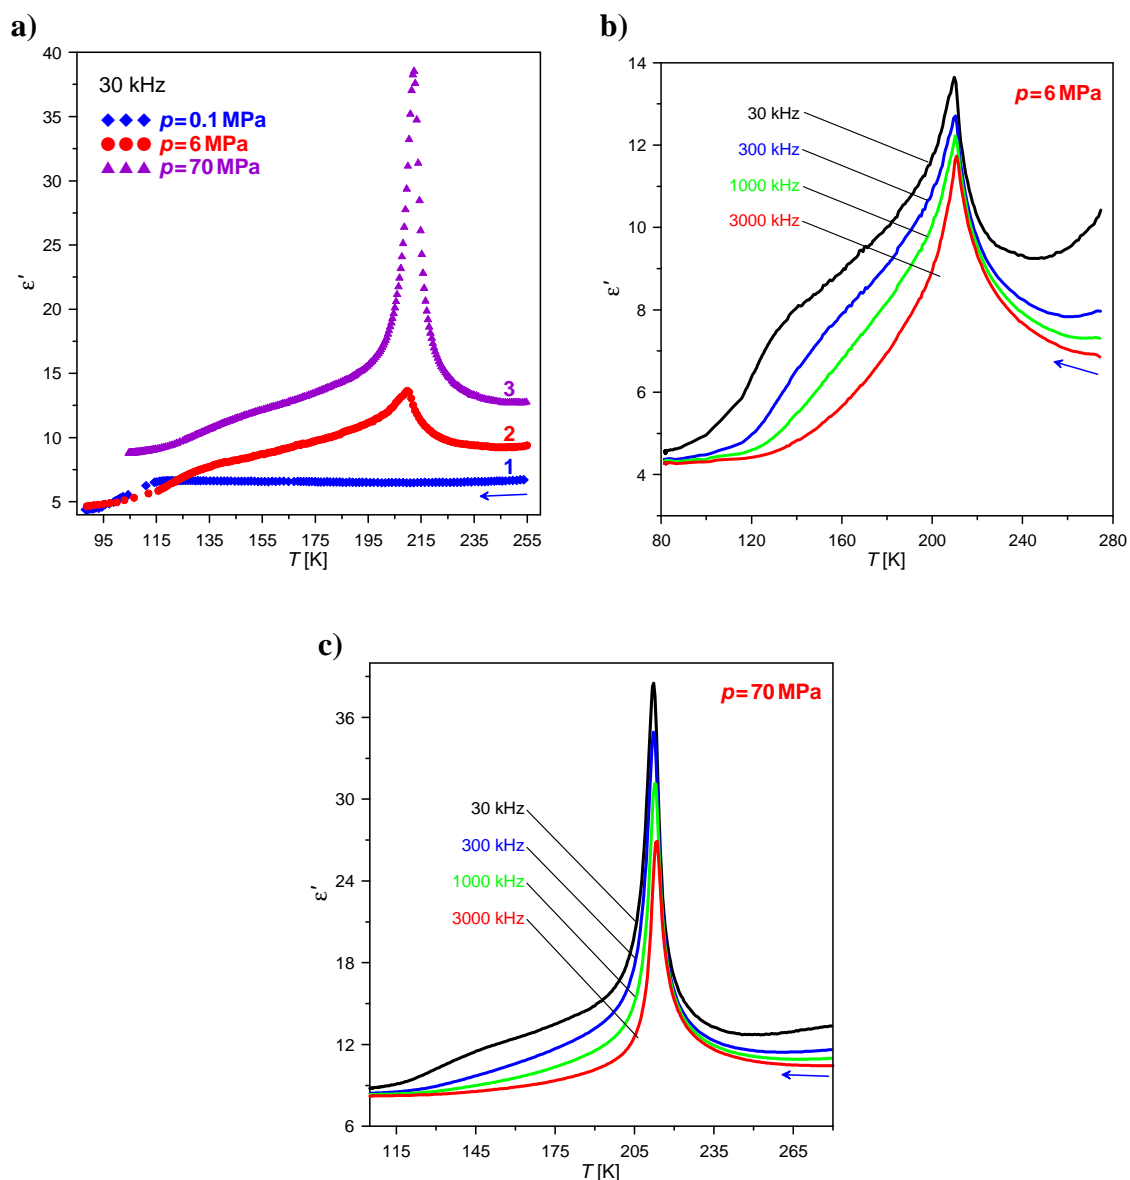 a)
30 kHz
p=0.1 MPa
p=6 MPa
p=70 MPa
40
35
30
25
20
15
10
5
ε′
3
2
1
95 115 135 155 175 195 215 235 255
T [K]
b)
p=6 MPa
30 kHz
300 kHz
1000 kHz
3000 kHz
14
12
10
8
6
4
ε′
80 120 160 200 240 280
T [K]
c)
p=70 MPa
30 kHz
300 kHz
1000 kHz
3000 kHz
36
30
24
18
12
6
ε′
115 145 175 205 235 265
T [K]